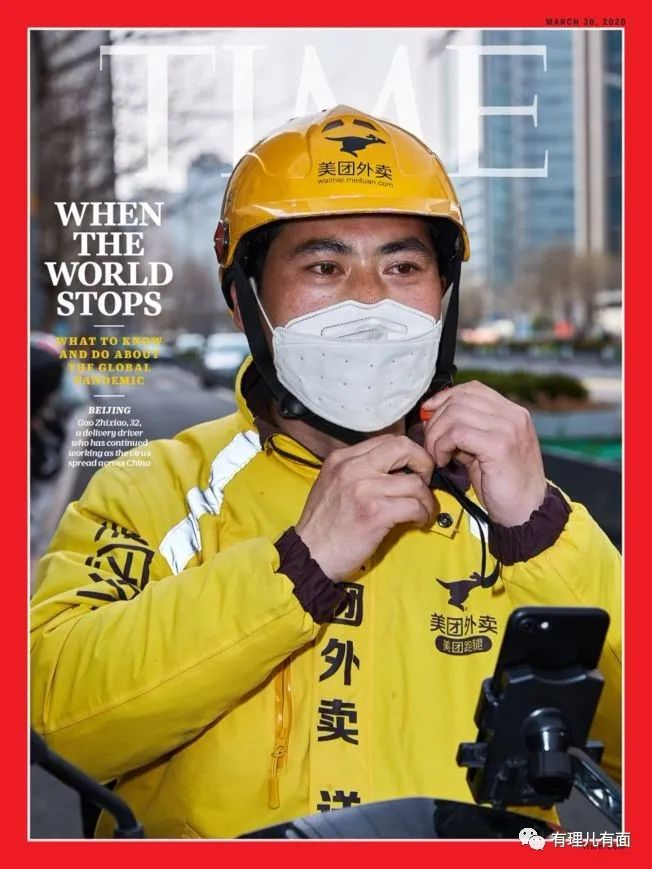 MARCH 30, 2020
TIME
美团外卖
waimai.meituan.com
WHEN
THE
WORLD
STOPS
WHAT TO KNOW
AND DO ABOUT
THE GLOBAL
PANDEMIC
BEIJING
Gao Zhixiao, 32,
a delivery driver
who has continued
working as the virus
spread across China
美团外卖
美团跑腿
团外卖
有理儿有面